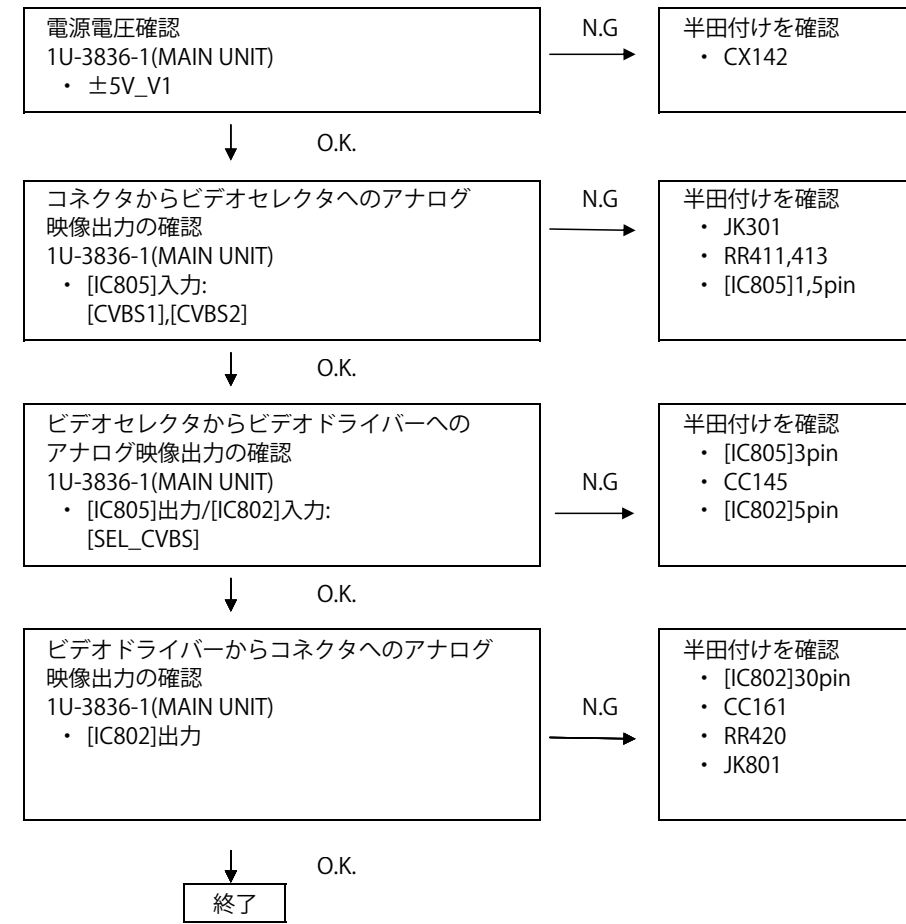 電源電圧確認
1U-3836-1(MAIN UNIT)
・ ±5V_V1
N.G
半田付けを確認
・ CX142
O.K.
コネクタからビデオセレクタへのアナログ
映像出力の確認
1U-3836-1(MAIN UNIT)
・ [IC805]入力:
[CVBS1],[CVBS2]
N.G
半田付けを確認
・ JK301
・ RR411,413
・ [IC805]1,5pin
O.K.
ビデオセレクタからビデオドライバーへの
アナログ映像出力の確認
1U-3836-1(MAIN UNIT)
・ [IC805]出力/[IC802]入力:
[SEL_CVBS]
N.G
半田付けを確認
・ [IC805]3pin
・ CC145
・ [IC802]5pin
O.K.
ビデオドライバーからコネクタへのアナログ
映像出力の確認
1U-3836-1(MAIN UNIT)
・ [IC802]出力
N.G
半田付けを確認
・ [IC802]30pin
・ CC161
・ RR420
・ JK801
O.K.
終了